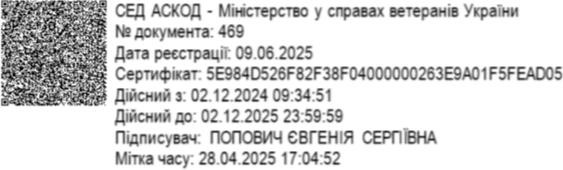 СЕД АСКОД - Міністерство у справах ветеранів України
№ документа: 469
Дата реєстрації: 09.06.2025
Сертифікат: 5E984D526F82F38F04000000263E9A01F5FEAD05
Дійсний з: 02.12.2024 09:34:51
Дійсний до: 02.12.2025 23:59:59
Підписувач: ПОПОВИЧ ЄВГЕНІЯ СЕРГІЇВНА
Мітка часу: 28.04.2025 17:04:52